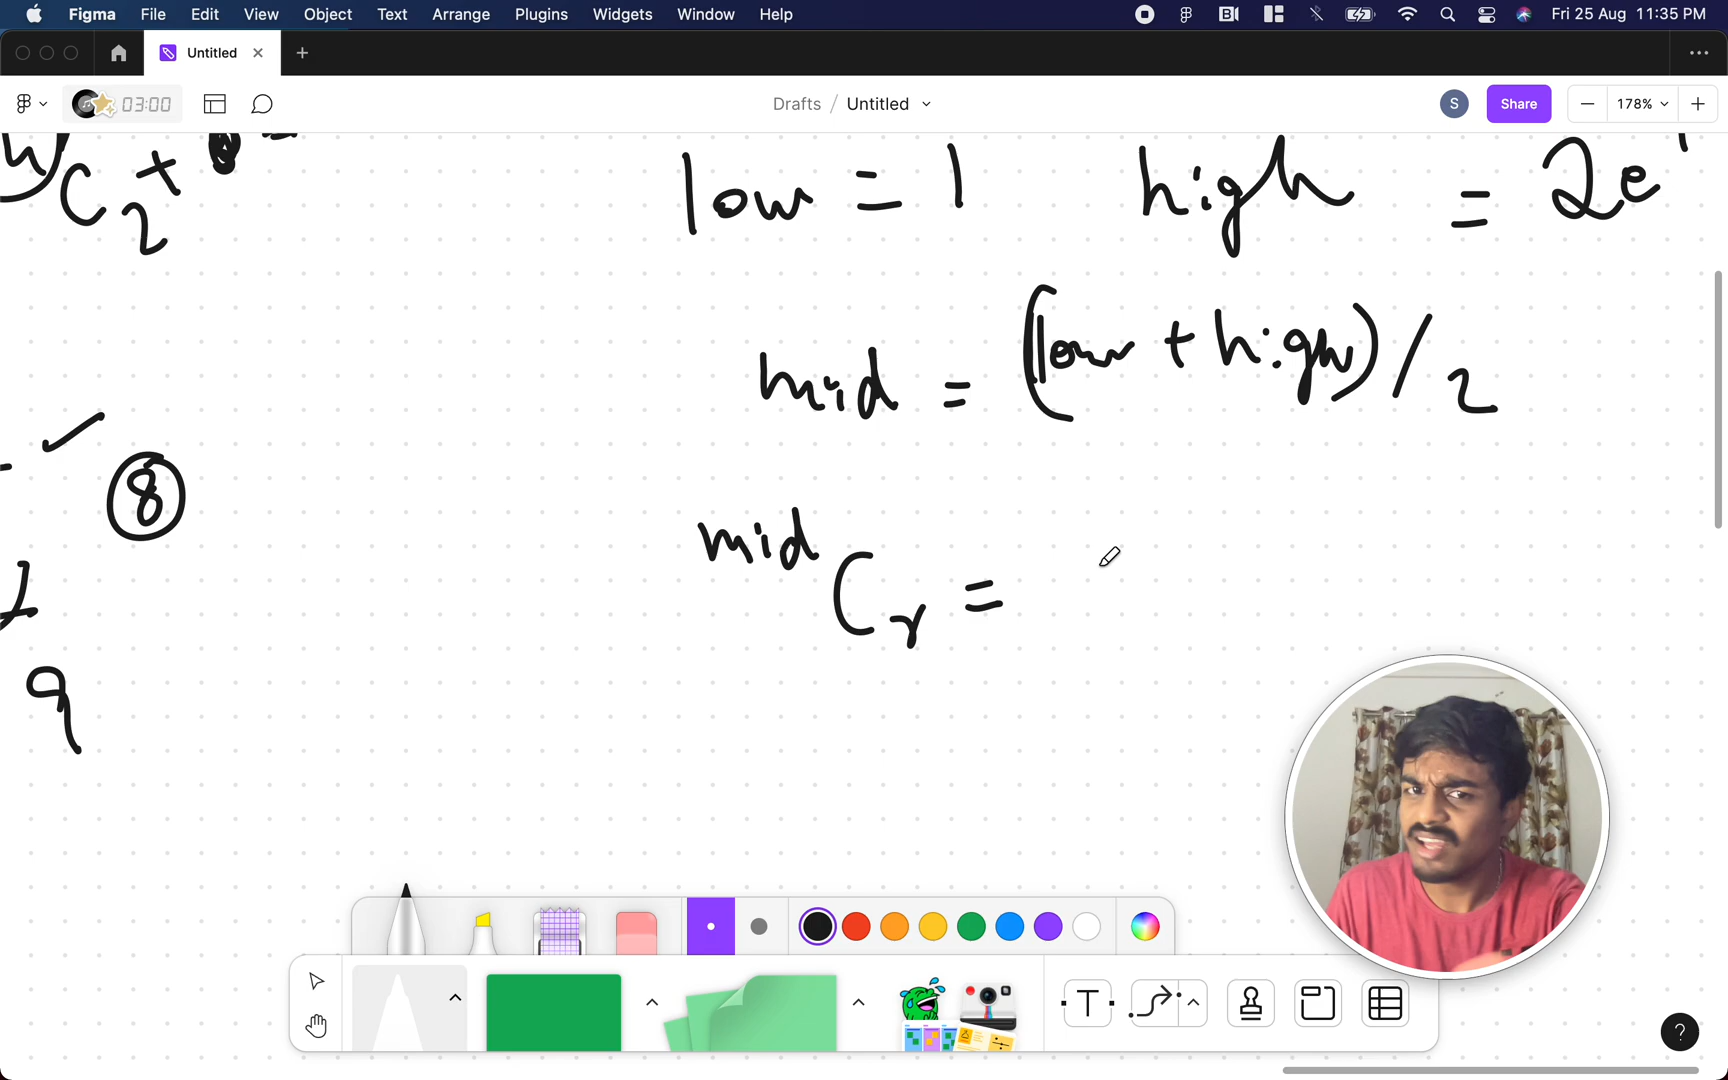 Figma File Edit View Object Text Arrange Plugins Widgets Window Help Fri 25 Aug 11:35 PM
Untitled
03:00 Drafts / Untitled S Share 178%
C 2 +
low = 1 high = 2e
mid = (low + high) / 2
8
mid C r =
9
T
?